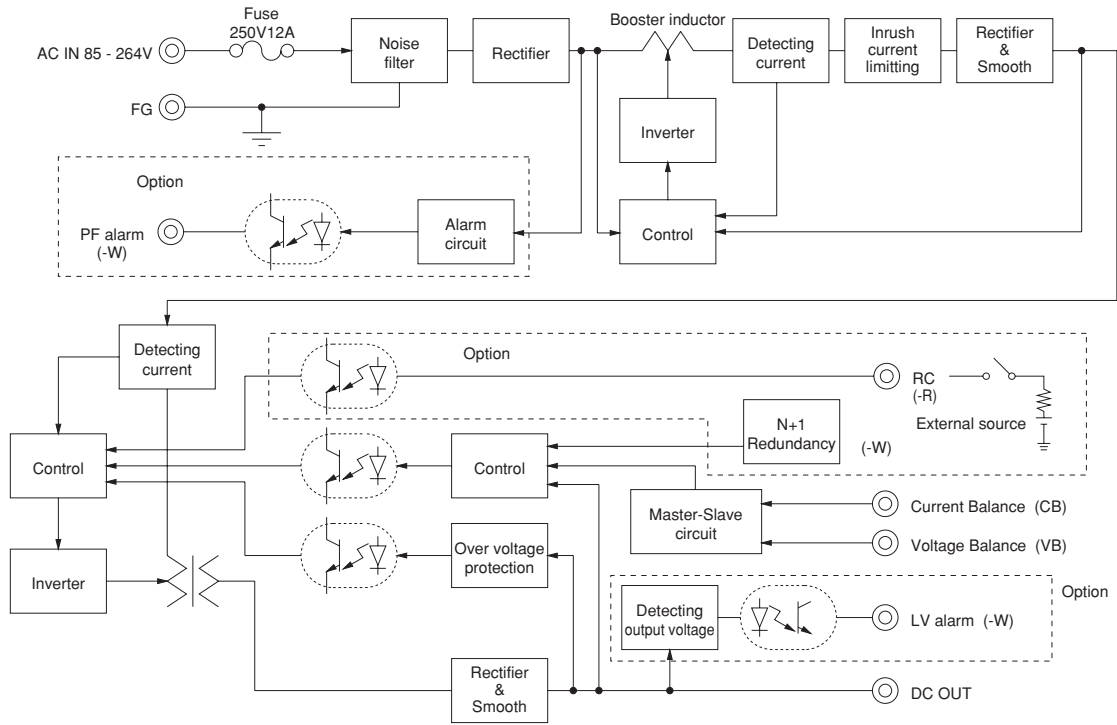 Fuse
250V12A
AC IN 85 - 264V
Noise
filter
Rectifier
Booster inductor
Detecting
current
Inrush
current
limitting
Rectifier
&
Smooth
FG
Inverter
Option
PF alarm
(-W)
Alarm
circuit
Control
Detecting
current
Option
RC
(-R)
External source
N+1
Redundancy
(-W)
Control
Control
Master-Slave
circuit
Current Balance (CB)
Voltage Balance (VB)
Inverter
Over voltage
protection
Option
Detecting
output voltage
LV alarm (-W)
Rectifier
&
Smooth
DC OUT